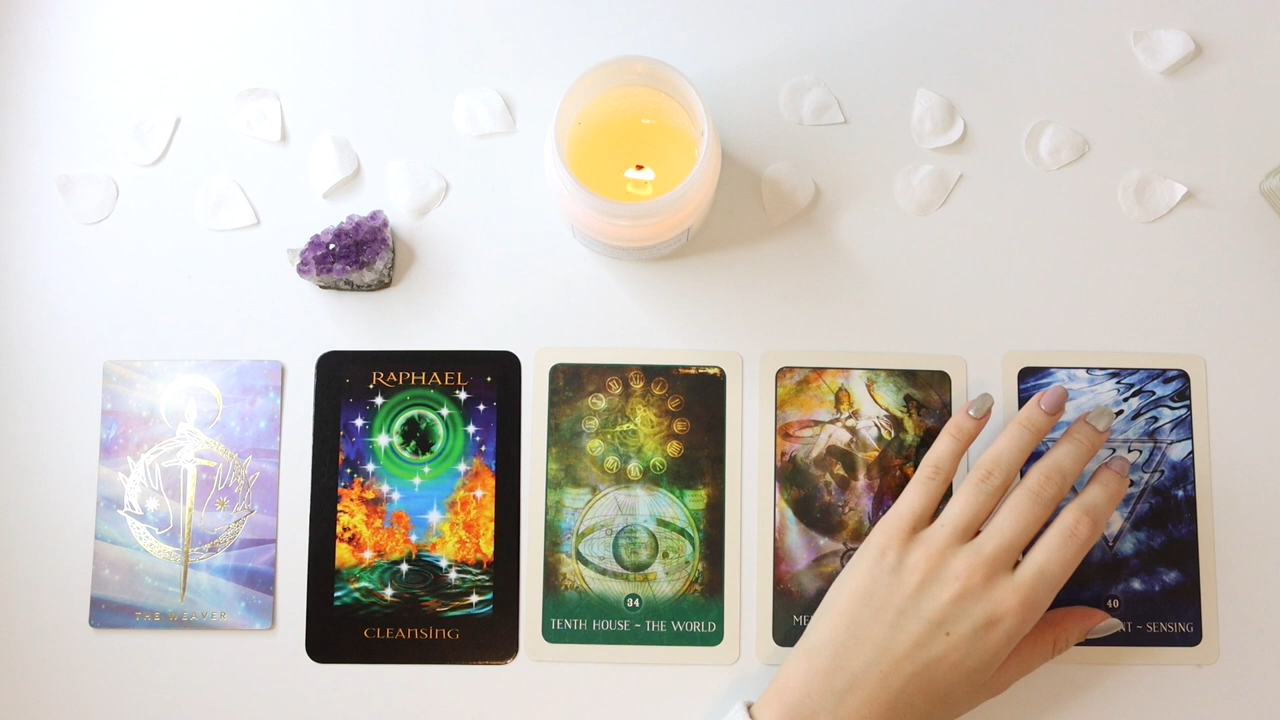 THE WEAVER
RAPHAEL
CLEANSING
34
TENTH HOUSE ~ THE WORLD
40
~ SENSING